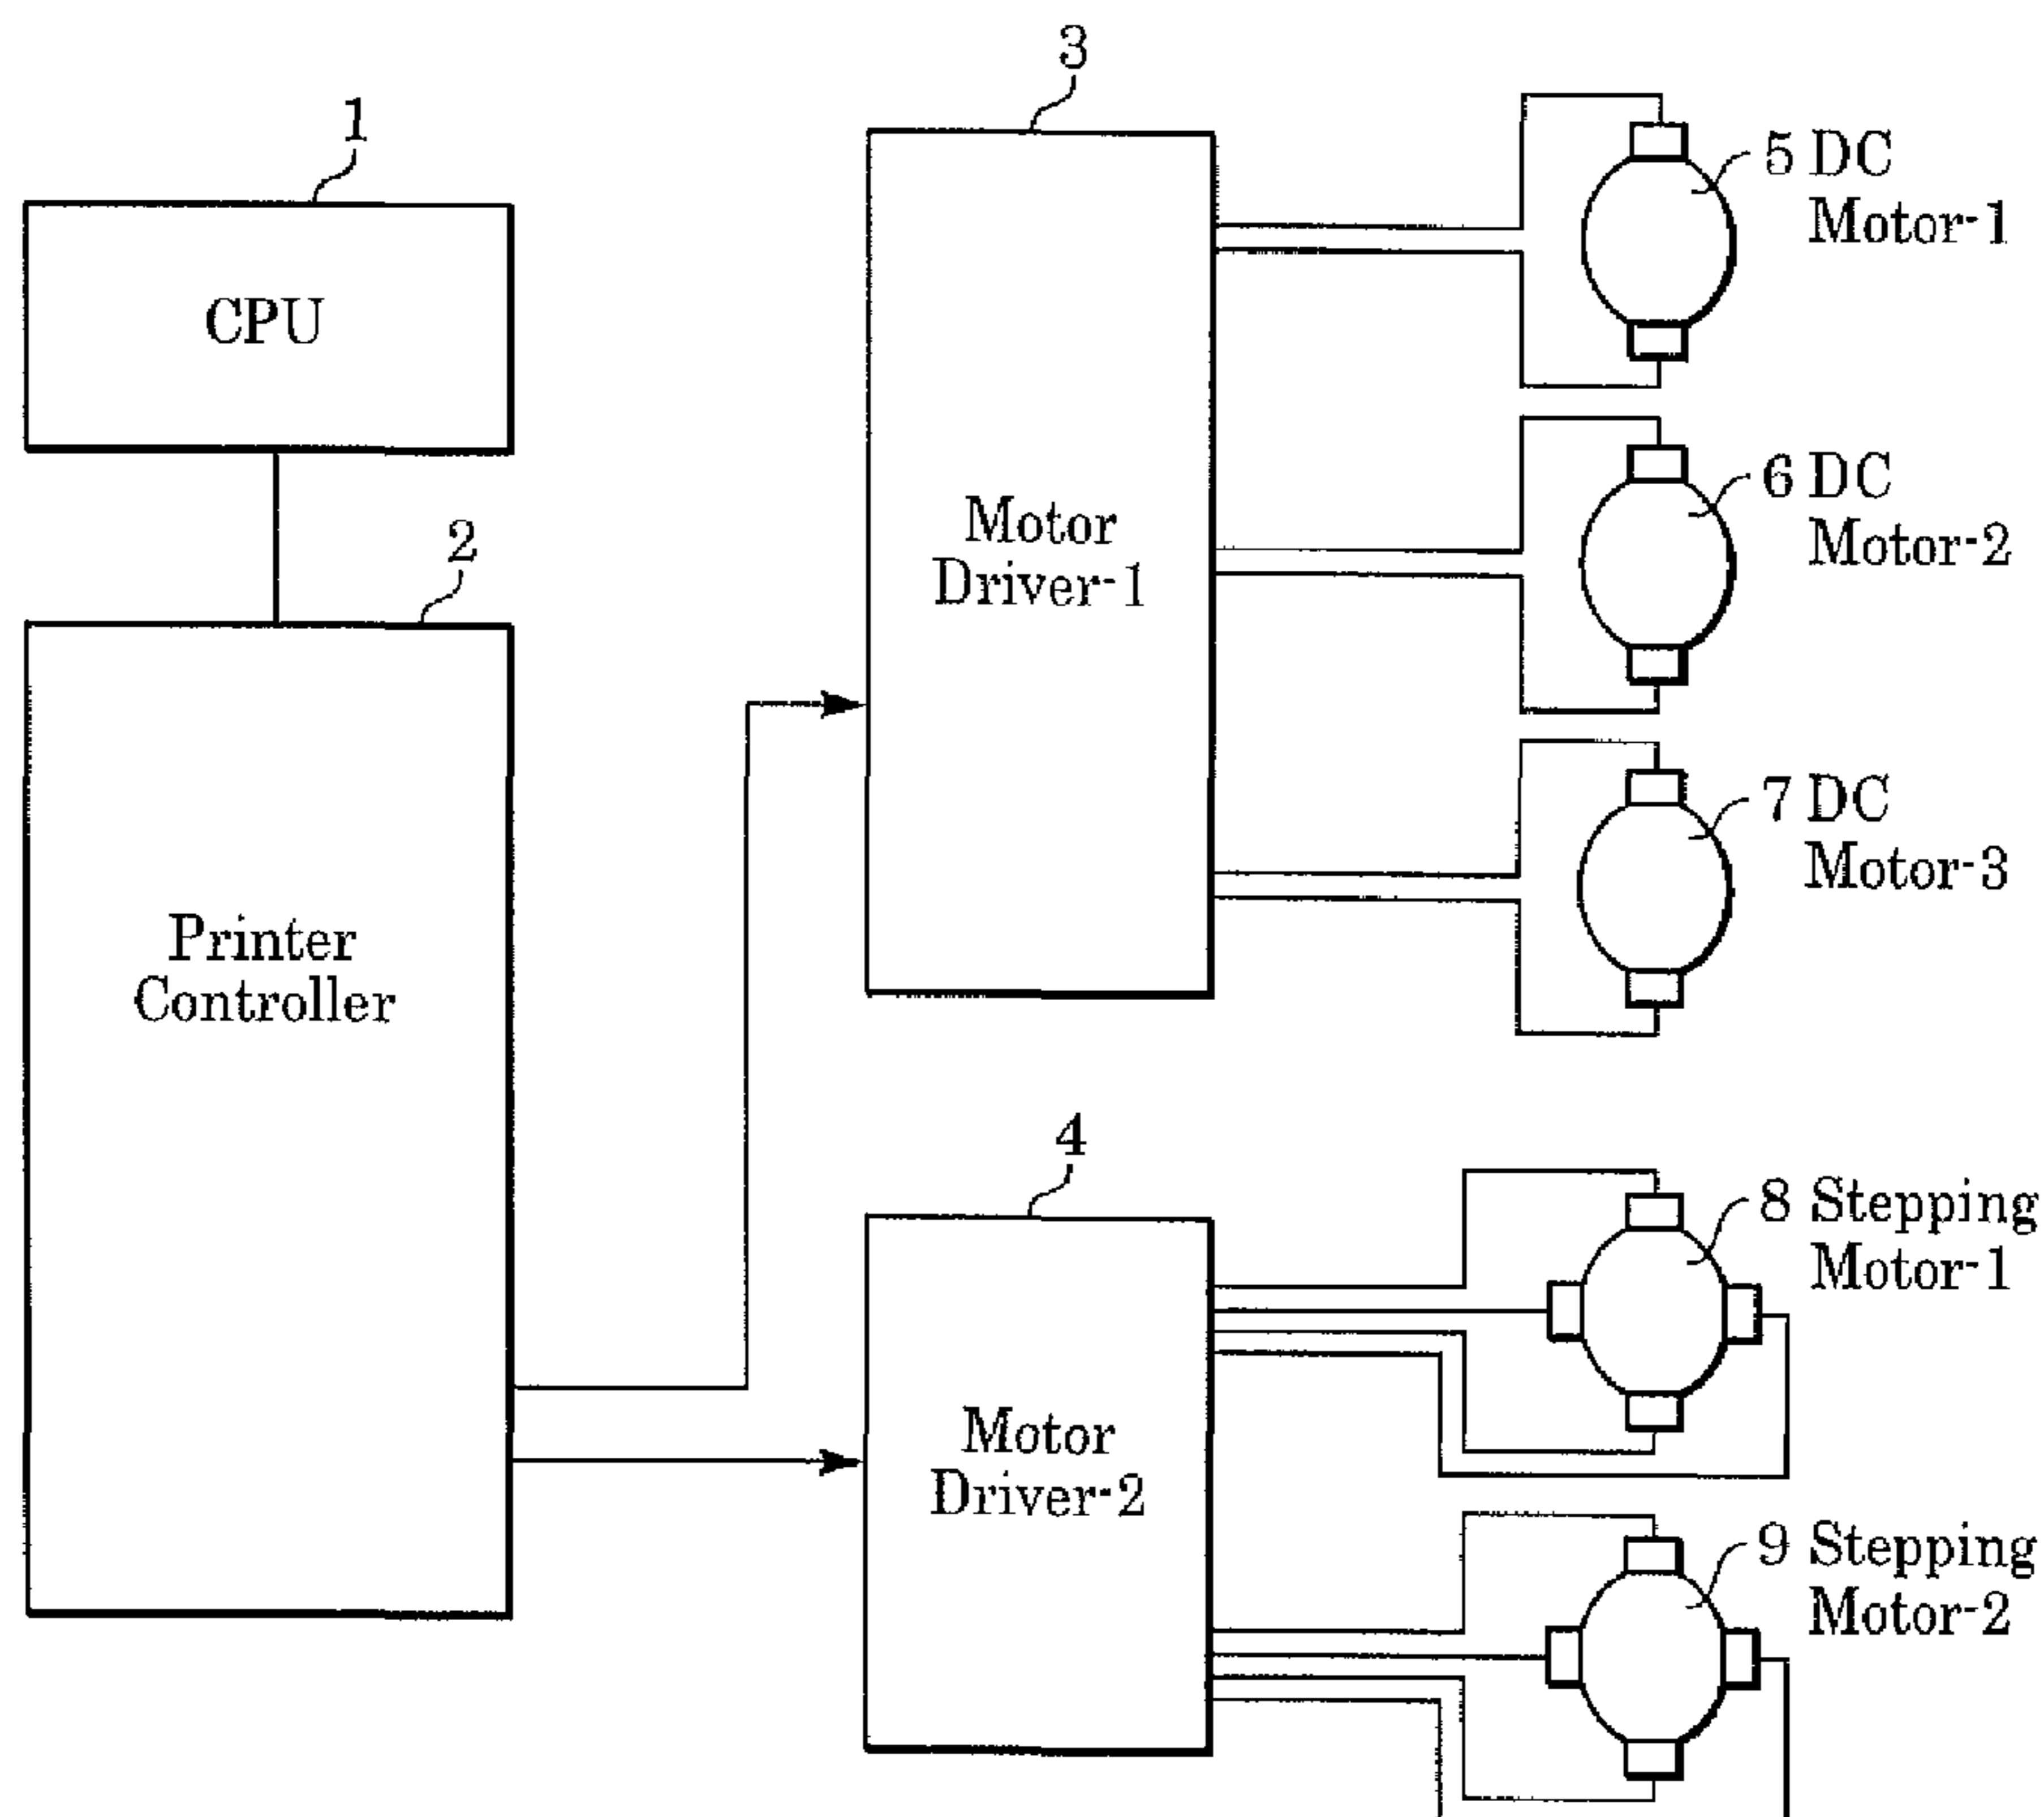 1
CPU
2
Printer
Controller
3
Motor
Driver-1
5 DC
Motor-1
6 DC
Motor-2
7 DC
Motor-3
4
Motor
Driver-2
8 Stepping
Motor-1
9 Stepping
Motor-2